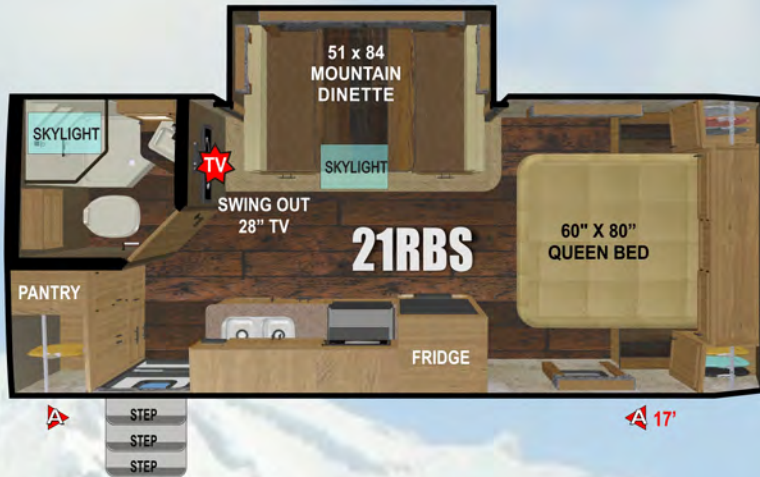 51 x 84
MOUNTAIN
DINETTE
SKYLIGHT
SKYLIGHT
TV
SWING OUT
28" TV
21RBS
60" X 80"
QUEEN BED
PANTRY
FRIDGE
A
A 17'
STEP
STEP
STEP